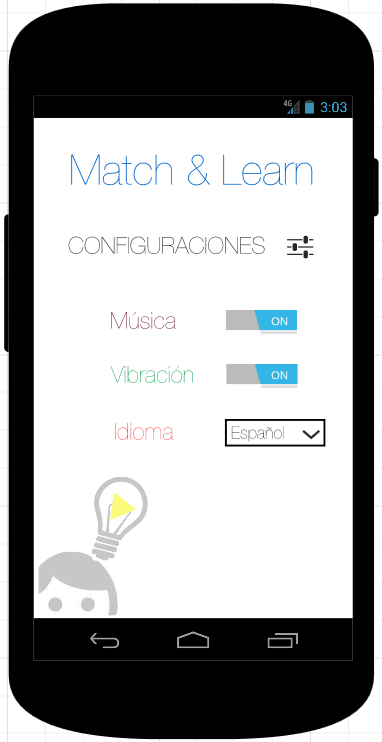 4G 3:03
Match & Learn
CONFIGURACIONES
Música ON
Vibración ON
Idioma Español